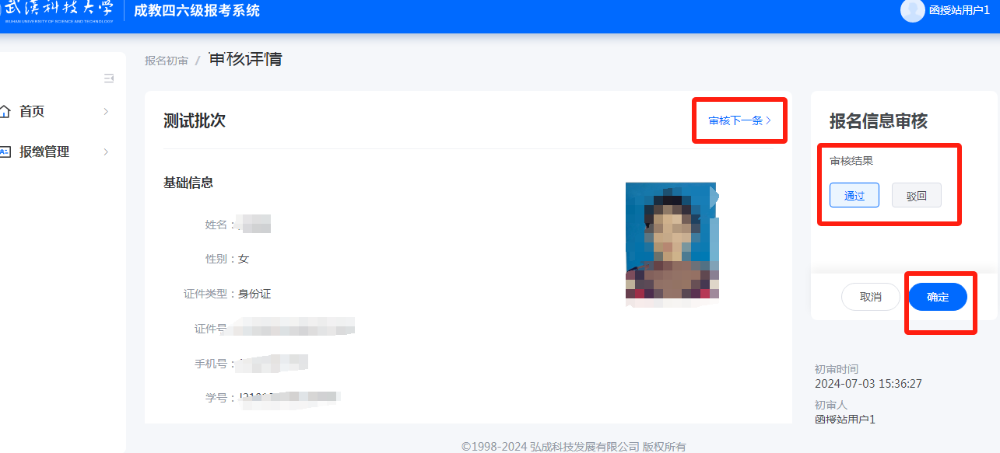 武汉科技大学 成教四六级报考系统 函授站用户1
WUHAN UNIVERSITY OF SCIENCE AND TECHNOLOGY
报名初审 / 审核详情
首页
报缴管理
测试批次 审核下一条
基础信息
姓名：
性别：女
证件类型：身份证
证件号
手机号：
学号：
报名信息审核
审核结果
通过 驳回
取消 确定
初审时间
2024-07-03 15:36:27
初审人
函授站用户1
©1998-2024 弘成科技发展有限公司 版权所有